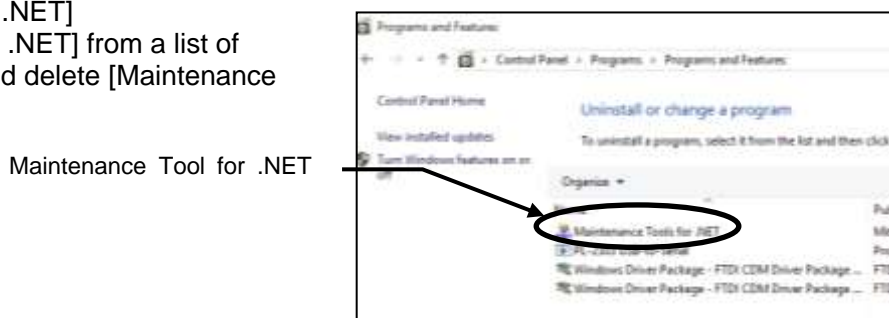 .NET]
.NET] from a list of
d delete [Maintenance
Maintenance Tool for .NET
Programs and Features
Control Panel › Programs › Programs and Features
Control Panel Home
View installed updates
Turn Windows features on or
off
Uninstall or change a program
To uninstall a program, select it from the list and then click
Organize
Maintenance Tools for .NET
Windows Driver Package - FTDI CDM Driver Package ...
Windows Driver Package - FTDI CDM Driver Package ...